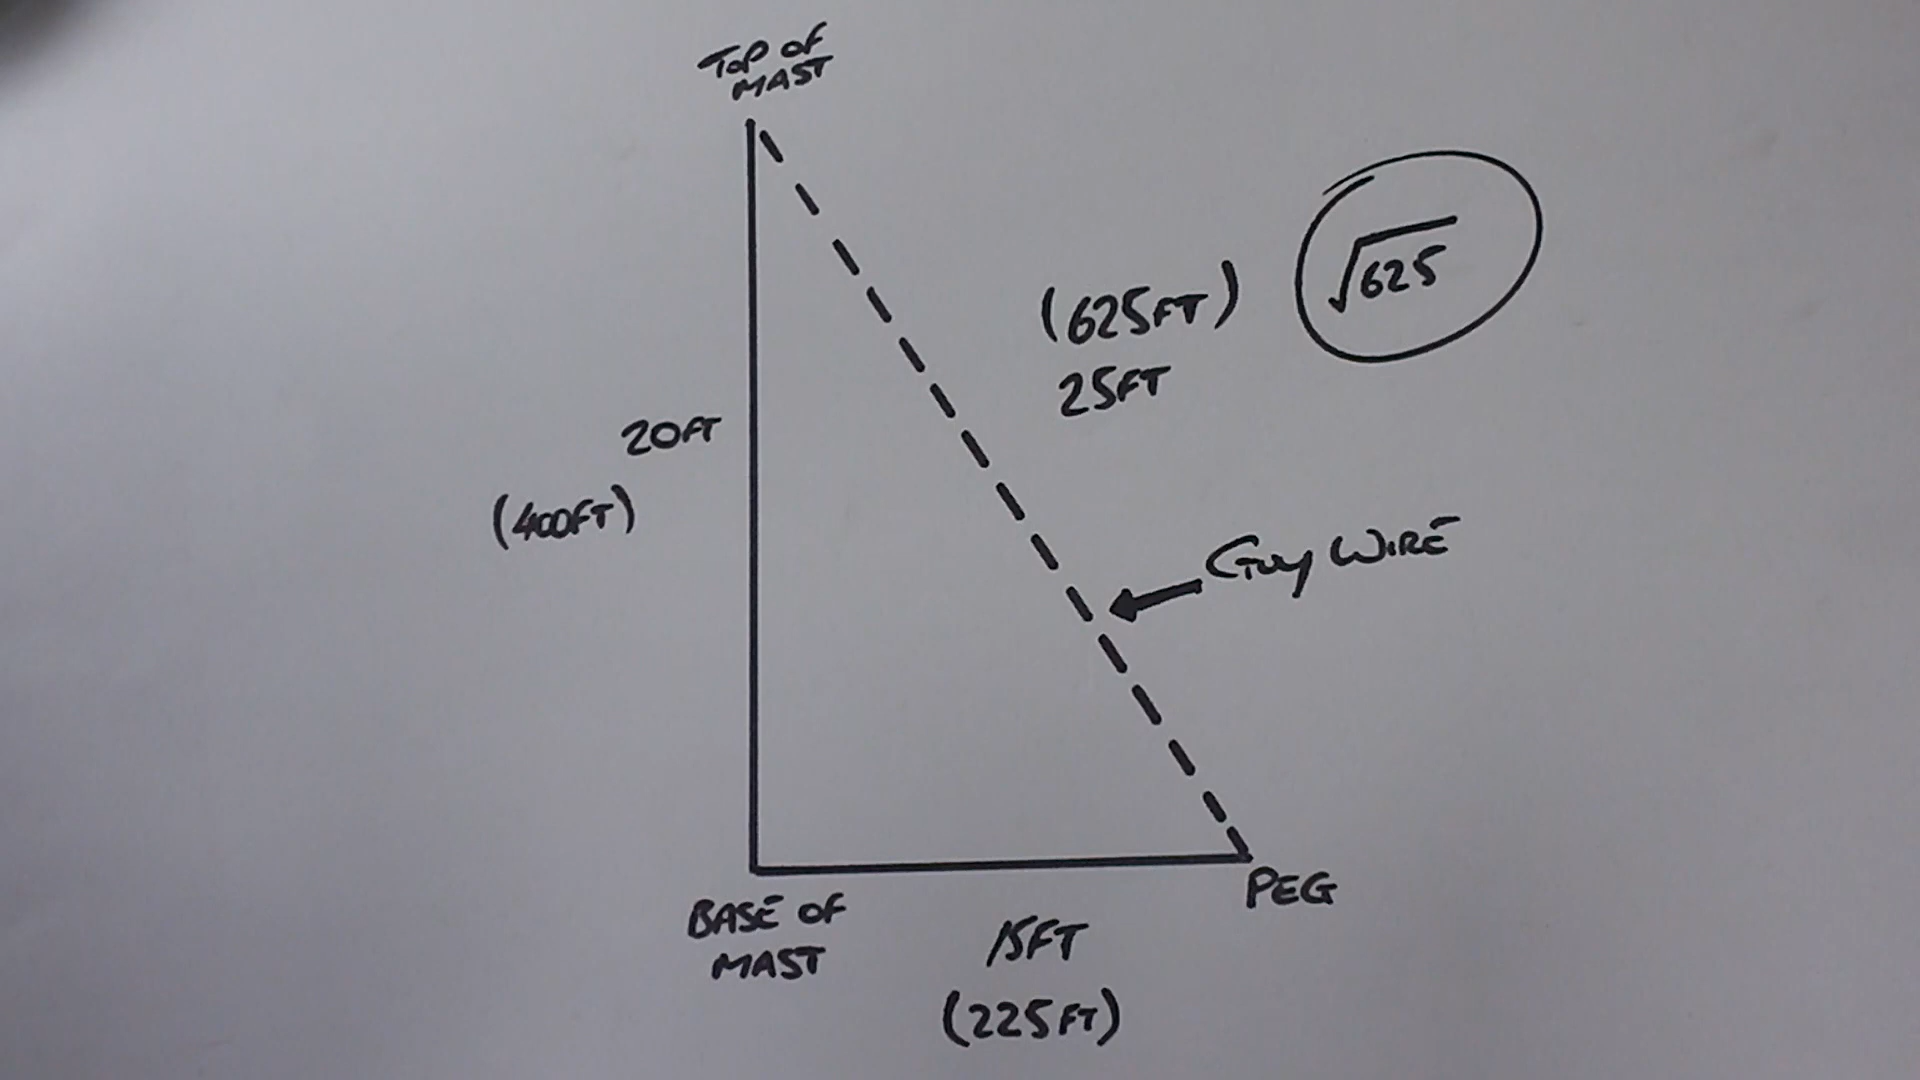 TOP OF
MAST
√625
(625FT)
25FT
20FT
(400FT)
GUY WIRE
PEG
BASE OF
MAST
15FT
(225FT)